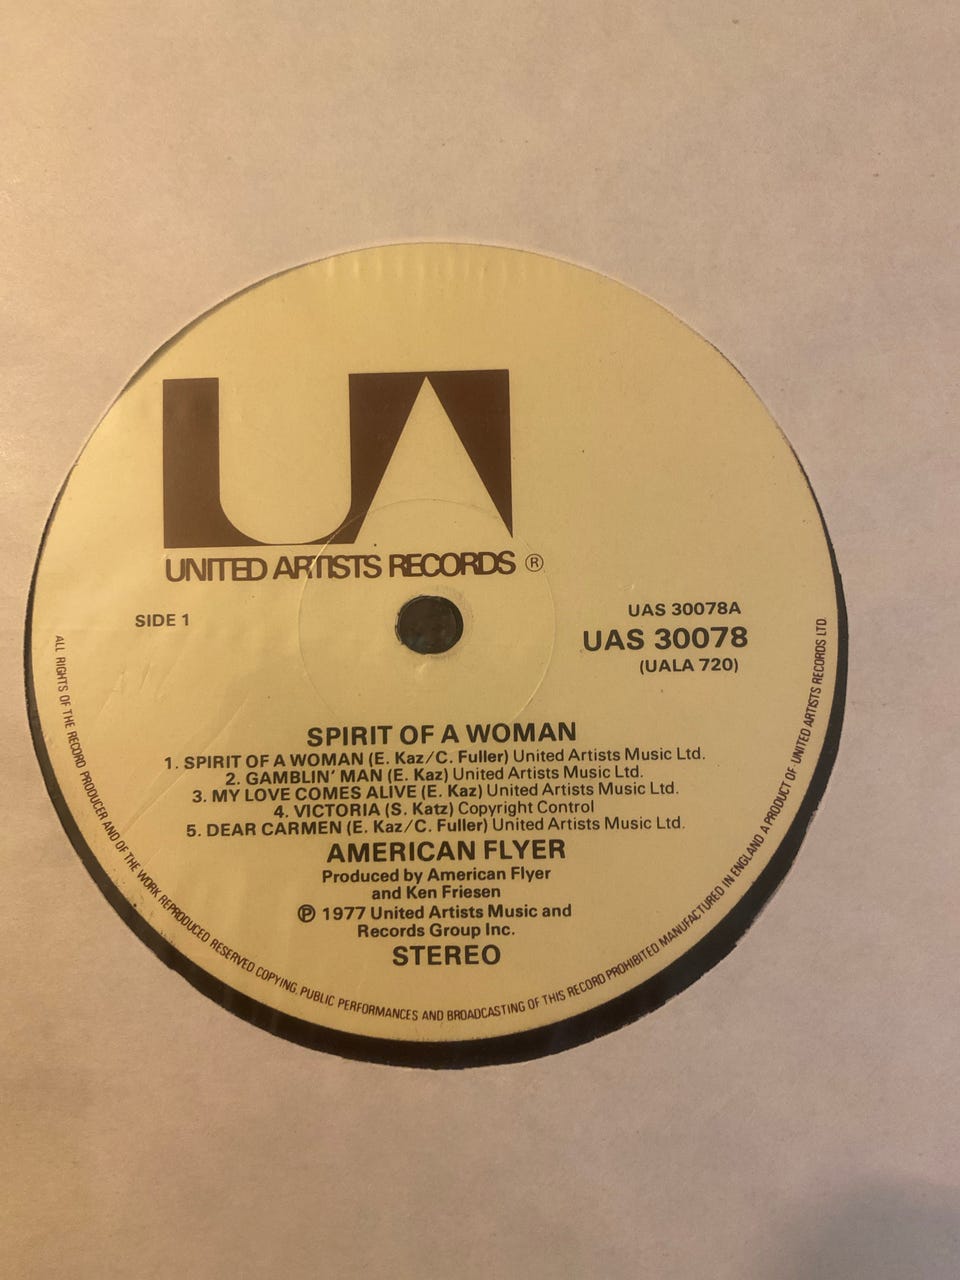 UA
UNITED ARTISTS RECORDS ®
SIDE 1
UAS 30078A
UAS 30078
(UALA 720)
SPIRIT OF A WOMAN
1. SPIRIT OF A WOMAN (E. Kaz/C. Fuller) United Artists Music Ltd.
2. GAMBLIN' MAN (E. Kaz) United Artists Music Ltd.
3. MY LOVE COMES ALIVE (E. Kaz) United Artists Music Ltd.
4. VICTORIA (S. Katz) Copyright Control
5. DEAR CARMEN (E. Kaz/C. Fuller) United Artists Music Ltd.
AMERICAN FLYER
Produced by American Flyer
and Ken Friesen
℗ 1977 United Artists Music and
Records Group Inc.
STEREO
ALL RIGHTS OF THE RECORD PRODUCER AND OF THE WORK REPRODUCED RESERVED COPYING, PUBLIC PERFORMANCES AND BROADCASTING OF THIS RECORD PROHIBITED MANUFACTURED IN ENGLAND A PRODUCT OF UNITED ARTISTS RECORDS LTD.